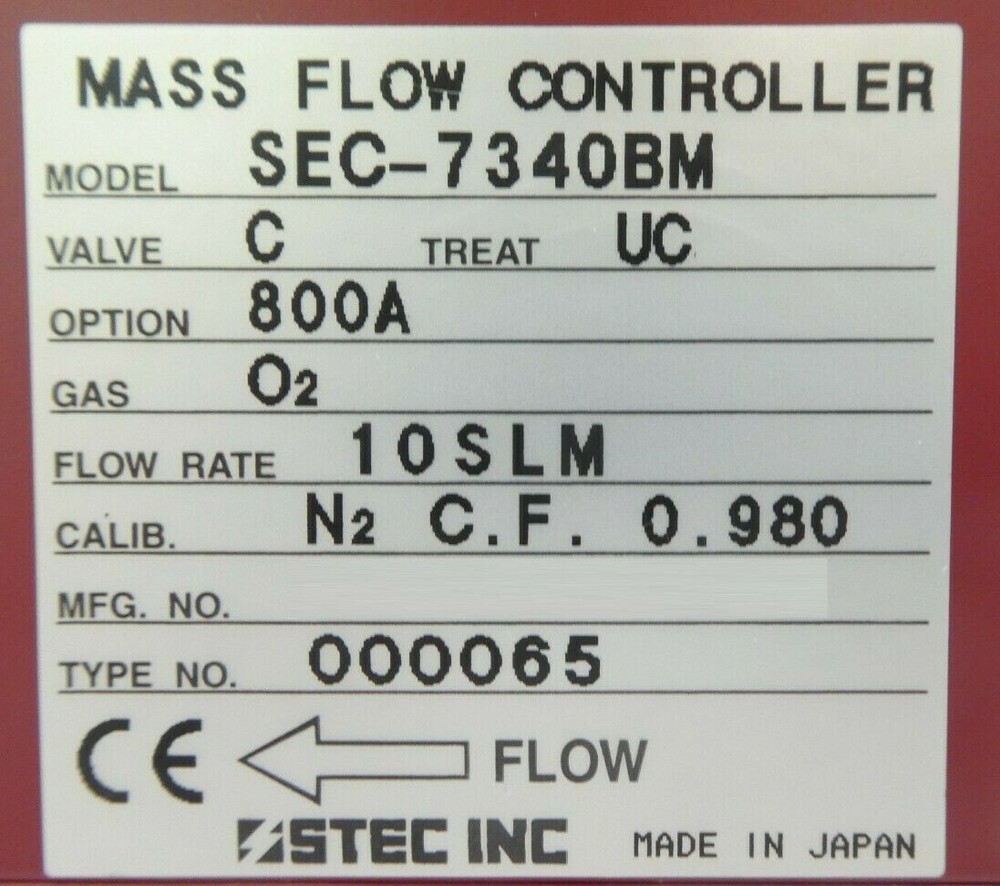 MASS FLOW CONTROLLER
MODEL SEC-7340BM
VALVE C TREAT UC
OPTION 800A
GAS O2
FLOW RATE 10SLM
CALIB. N2 C.F. 0.980
MFG. NO.
TYPE NO. 000065
CE FLOW
STEC INC MADE IN JAPAN